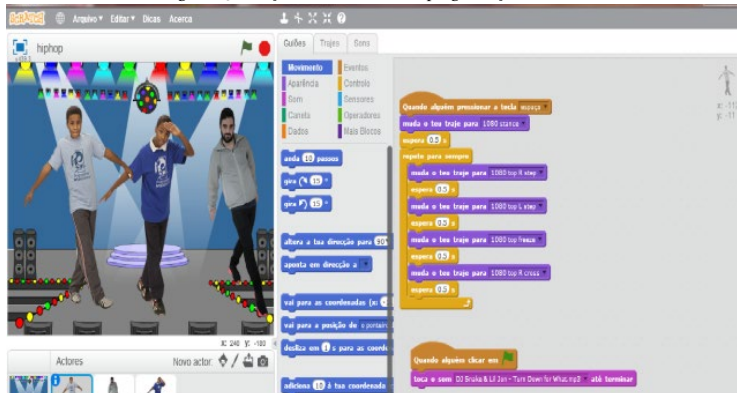 SCRATCH Arquivo Editar Dicas Acerca
hiphop
Guiões Trajes Sons
Movimento Eventos
Aparência Controlo
Som Sensores
Caneta Operadores
Dados Mais Blocos
anda 10 passos
gira 15 °
gira 15 °
altera a tua direcção para 90°
aponta em direcção a
vai para as coordenadas (x:
vai para a posição de
desliza em 1 s para as coorde
adiciona 10 à tua coordenada
Quando alguém pressionar a tecla espaço
muda o teu traje para 1080 stance
espera 0.5 s
repete para sempre
muda o teu traje para 1080 top R step
espera 0.5 s
muda o teu traje para 1080 top L step
espera 0.5 s
muda o teu traje para 1080 top freeze
espera 0.5 s
muda o teu traje para 1080 top R cross
espera 0.5 s
Quando alguém clicar em
toca o som DJ Snake & Lil Jon - Turn Down for What.mp3 até terminar
x: 240 y: -180
Actores Novo actor: